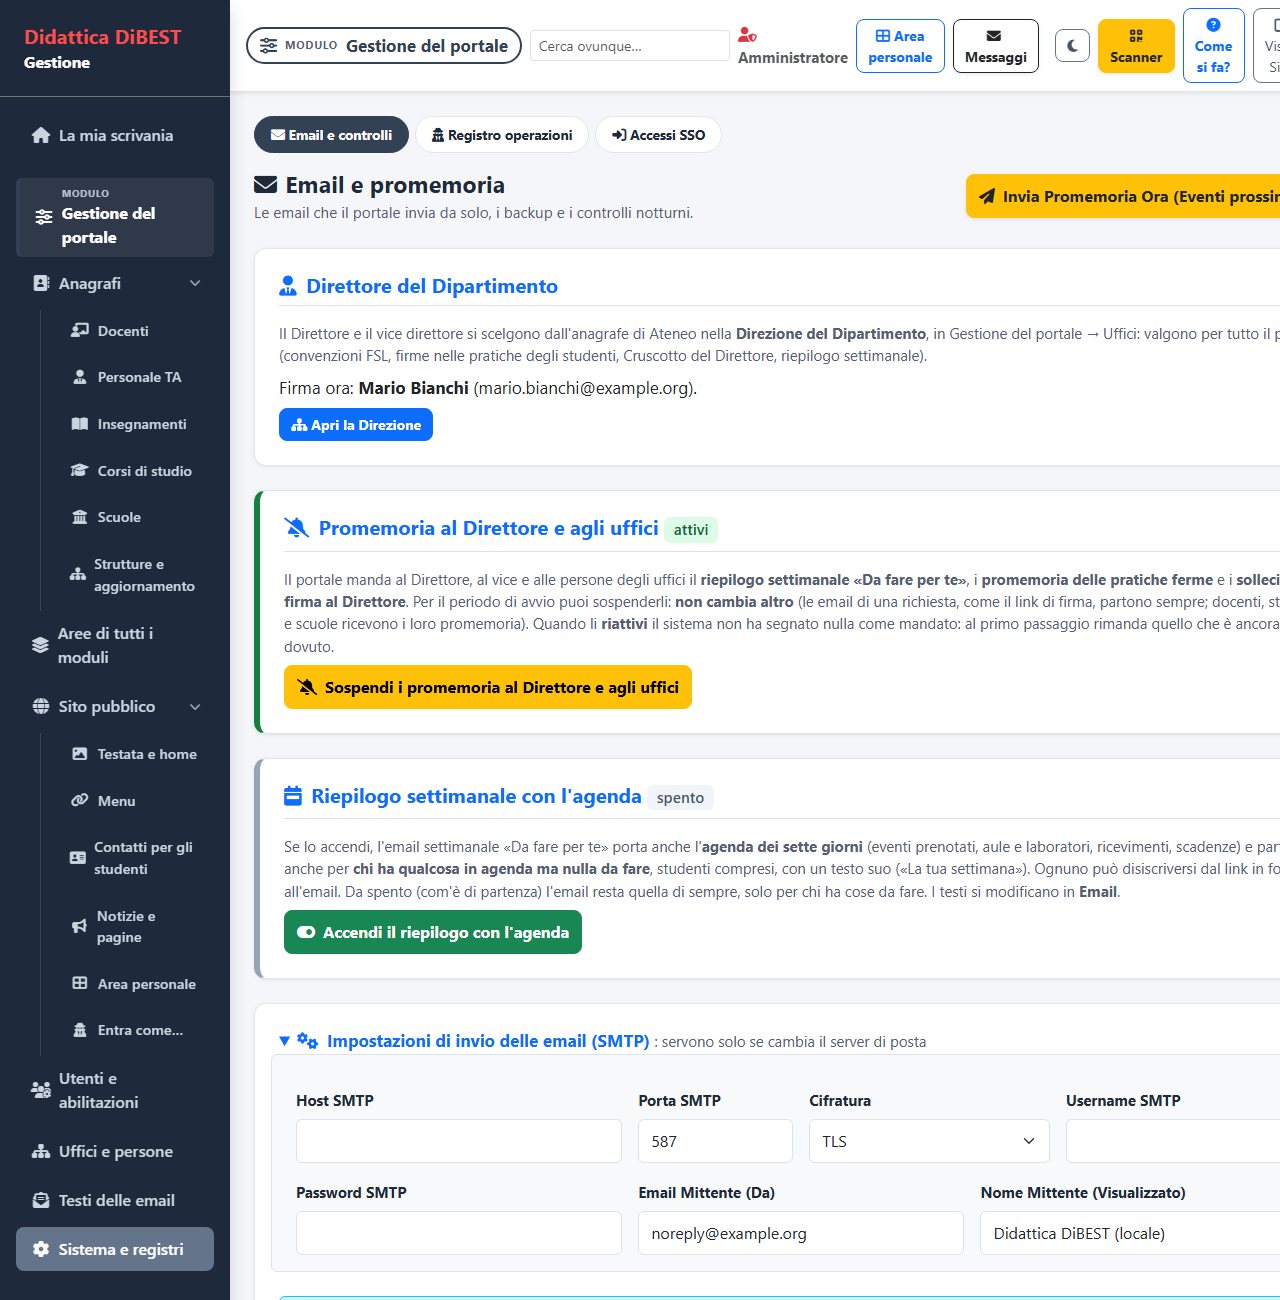 Didattica DiBEST
Gestione
La mia scrivania
MODULO
Gestione del
portale
Anagrafi
Docenti
Personale TA
Insegnamenti
Corsi di studio
Scuole
Strutture e
aggiornamento
Aree di tutti i
moduli
Sito pubblico
Testata e home
Menu
Contatti per gli
studenti
Notizie e
pagine
Area personale
Entra come...
Utenti e
abilitazioni
Uffici e persone
Testi delle email
Sistema e registri
MODULO Gestione del portale
Cerca ovunque...
Amministratore
Area
personale
Messaggi
Scanner
Come
si fa?
Email e controlli
Registro operazioni
Accessi SSO
Email e promemoria
Le email che il portale invia da solo, i backup e i controlli notturni.
Invia Promemoria Ora (Eventi
Direttore del Dipartimento
Il Direttore e il vice direttore si scelgono dall'anagrafe di Ateneo nella Direzione del Dipartimento, in Gestione del portale → Uffici: valgono per tutto il
(convenzioni FSL, firme nelle pratiche degli studenti, Cruscotto del Direttore, riepilogo settimanale).
Firma ora: Mario Bianchi (mario.bianchi@example.org).
Apri la Direzione
Promemoria al Direttore e agli uffici attivi
Il portale manda al Direttore, al vice e alle persone degli uffici il riepilogo settimanale «Da fare per te», i promemoria delle pratiche ferme e i
firma al Direttore. Per il periodo di avvio puoi sospenderli: non cambia altro (le email di una richiesta, come il link di firma, partono sempre; docenti,
e scuole ricevono i loro promemoria). Quando li riattivi il sistema non ha segnato nulla come mandato: al primo passaggio rimanda quello che è ancora
dovuto.
Sospendi i promemoria al Direttore e agli uffici
Riepilogo settimanale con l'agenda spento
Se lo accendi, l'email settimanale «Da fare per te» porta anche l'agenda dei sette giorni (eventi prenotati, aule e laboratori, ricevimenti, scadenze) e
anche per chi ha qualcosa in agenda ma nulla da fare, studenti compresi, con un testo suo («La tua settimana»). Ognuno può disiscriversi dal link in
all'email. Da spento (com'è di partenza) l'email resta quella di sempre, solo per chi ha cose da fare. I testi si modificano in Email.
Accendi il riepilogo con l'agenda
Impostazioni di invio delle email (SMTP) : servono solo se cambia il server di posta
Host SMTP
Porta SMTP
Cifratura
Username SMTP
587
TLS
Password SMTP
Email Mittente (Da)
Nome Mittente (Visualizzato)
noreply@example.org
Didattica DiBEST (locale)